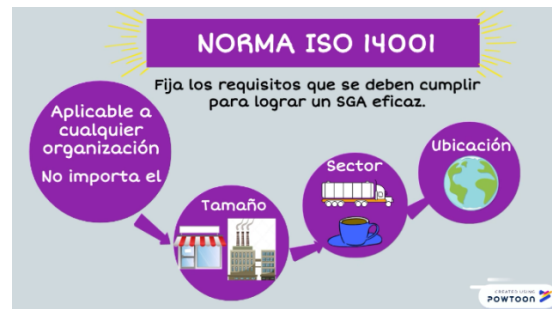 NORMA ISO 14001
Fija los requisitos que se deben cumplir
para lograr un SGA eficaz.
Aplicable a
cualquier
organización
No importa el
Tamaño
Sector
Ubicación
CREATED USING
POWTOON